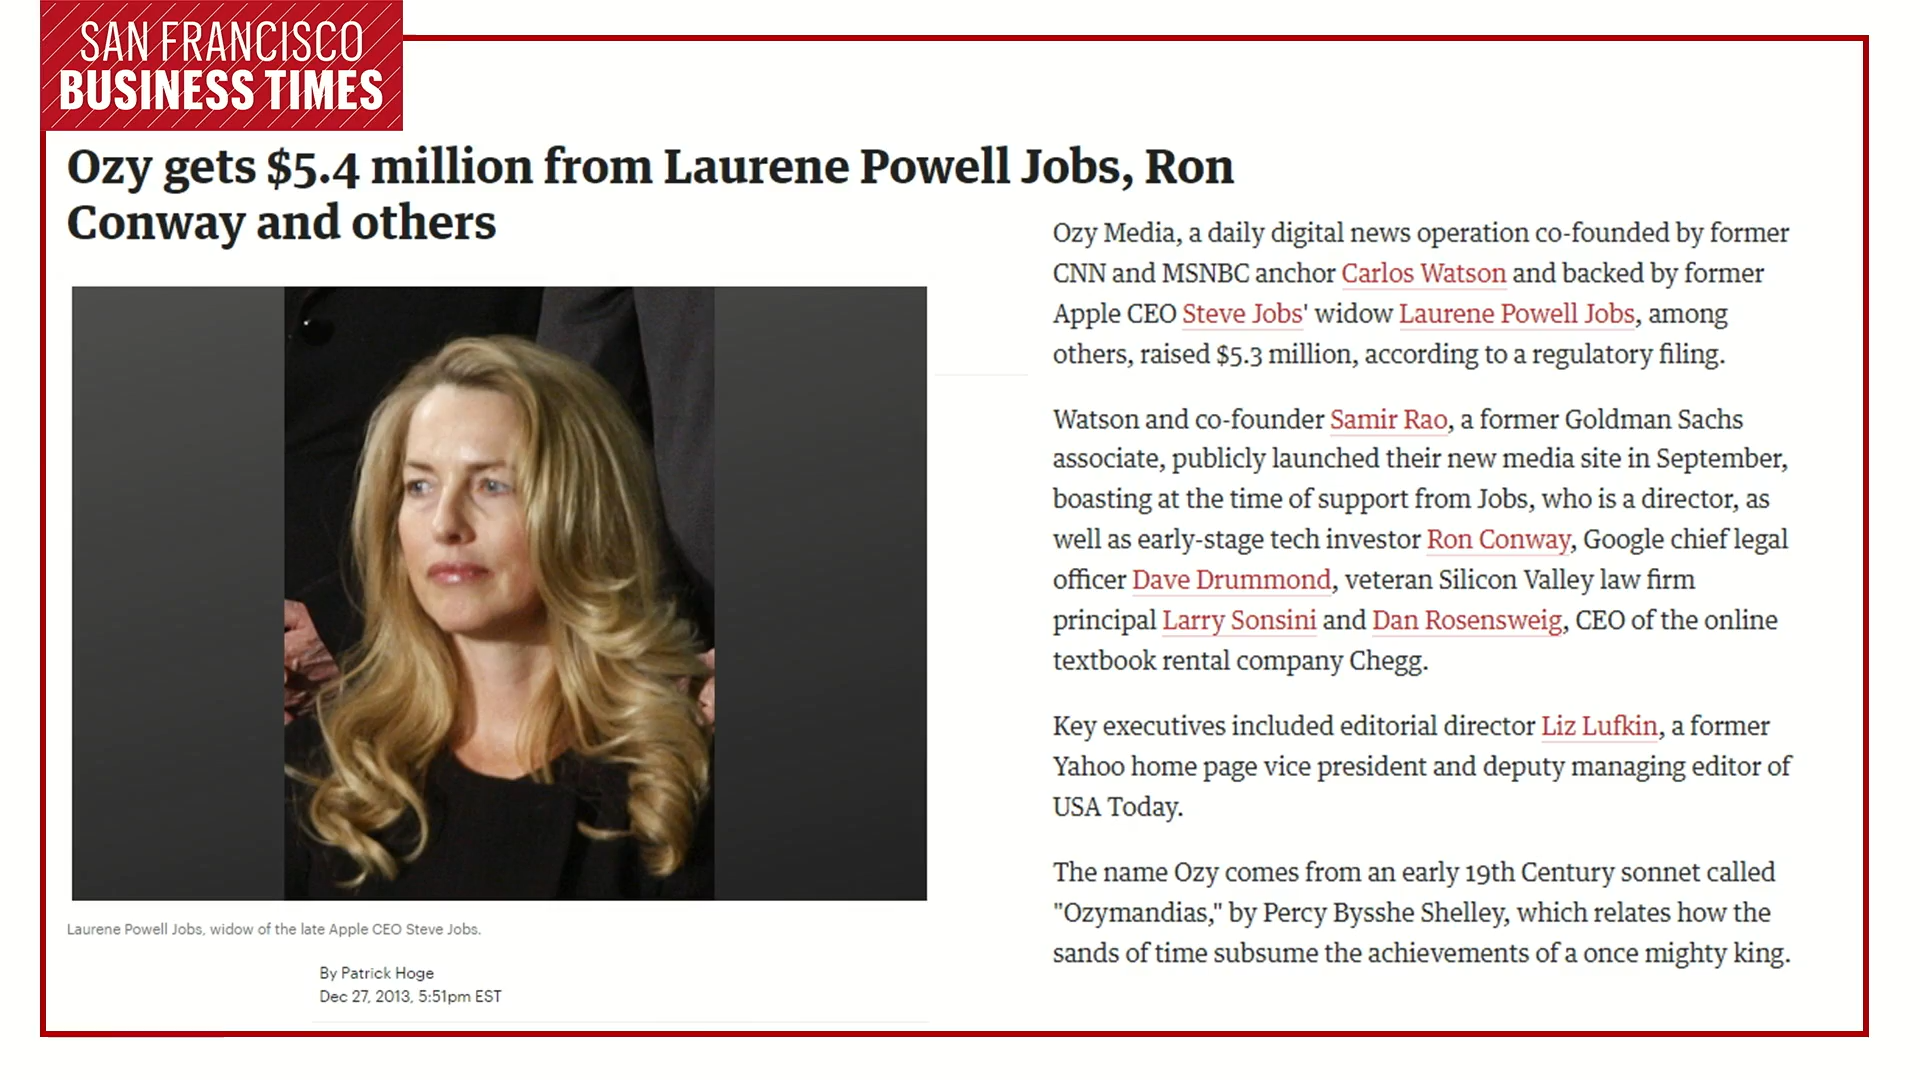 SAN FRANCISCO
BUSINESS TIMES
Ozy gets $5.4 million from Laurene Powell Jobs, Ron
Conway and others
Laurene Powell Jobs, widow of the late Apple CEO Steve Jobs.
By Patrick Hoge
Dec 27, 2013, 5:51pm EST
Ozy Media, a daily digital news operation co-founded by former
CNN and MSNBC anchor Carlos Watson and backed by former
Apple CEO Steve Jobs' widow Laurene Powell Jobs, among
others, raised $5.3 million, according to a regulatory filing.
Watson and co-founder Samir Rao, a former Goldman Sachs
associate, publicly launched their new media site in September,
boasting at the time of support from Jobs, who is a director, as
well as early-stage tech investor Ron Conway, Google chief legal
officer Dave Drummond, veteran Silicon Valley law firm
principal Larry Sonsini and Dan Rosensweig, CEO of the online
textbook rental company Chegg.
Key executives included editorial director Liz Lufkin, a former
Yahoo home page vice president and deputy managing editor of
USA Today.
The name Ozy comes from an early 19th Century sonnet called
"Ozymandias," by Percy Bysshe Shelley, which relates how the
sands of time subsume the achievements of a once mighty king.